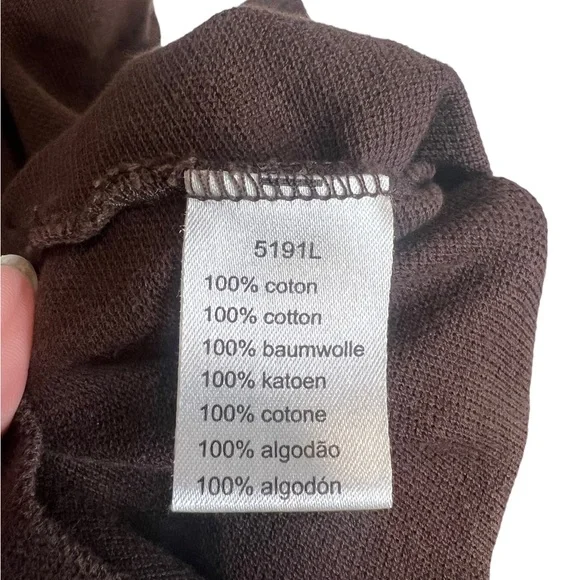 5191L
100% coton
100% cotton
100% baumwolle
100% katoen
100% cotone
100% algodão
100% algodón